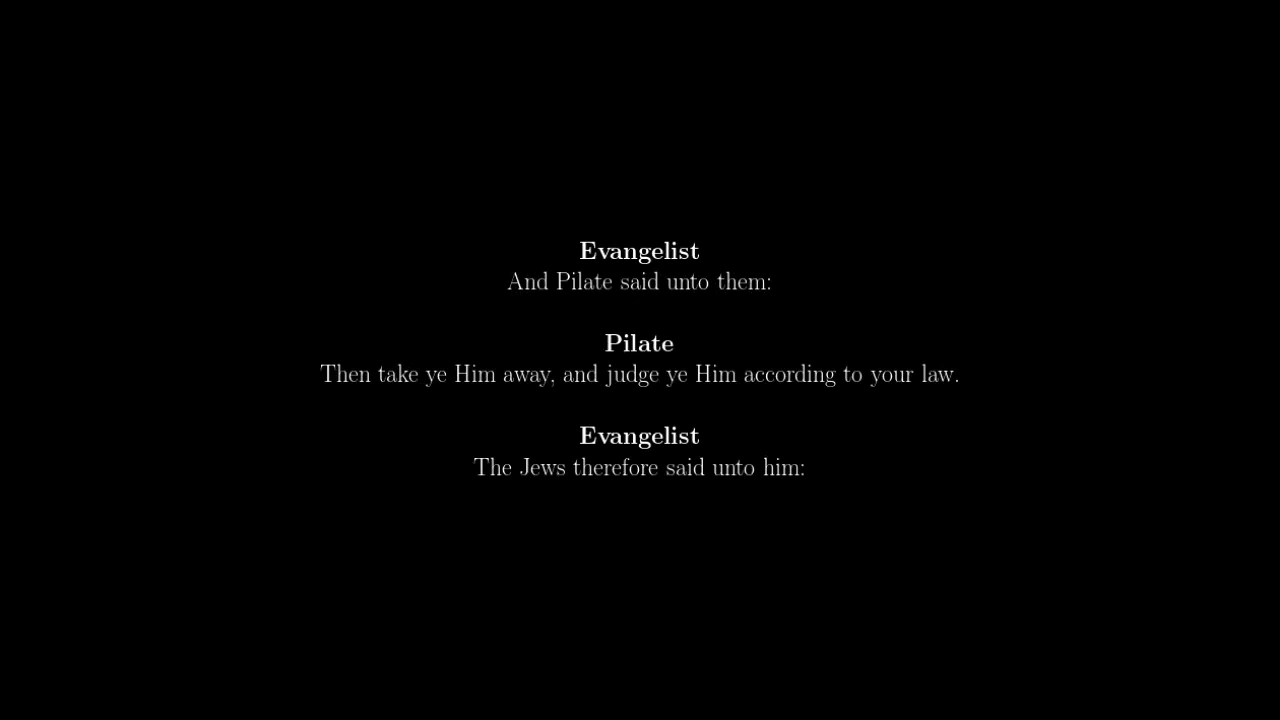 Evangelist
And Pilate said unto them:
Pilate
Then take ye Him away, and judge ye Him according to your law.
Evangelist
The Jews therefore said unto him: